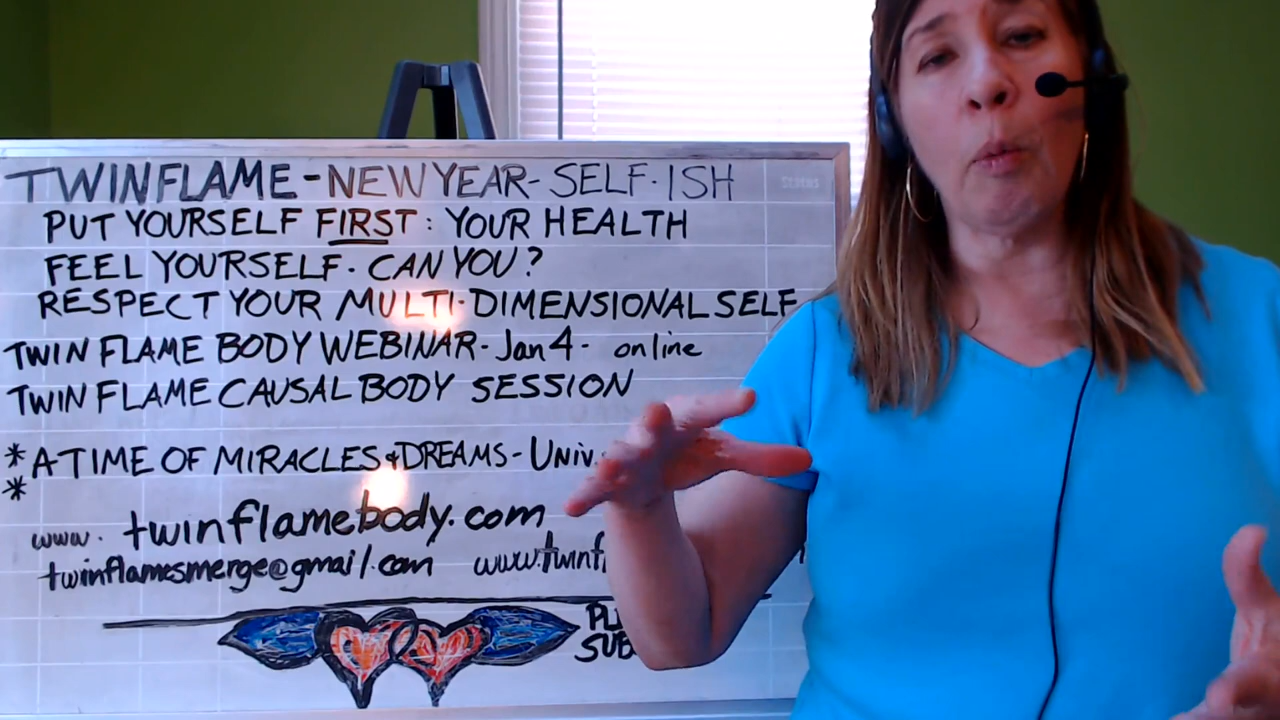 TWINFLAME-NEW YEAR-SELF-ISH
PUT YOURSELF FIRST: YOUR HEALTH
FEEL YOURSELF. CAN YOU?
RESPECT YOUR MULTI-DIMENSIONAL SELF
TWIN FLAME BODY WEBINAR-Jan 4- online
TWIN FLAME CAUSAL BODY SESSION
*A TIME OF MIRACLES & DREAMS-Univ.
*
www. twinflamebody.com
twinflamesmerge@gmail.com www.twinf